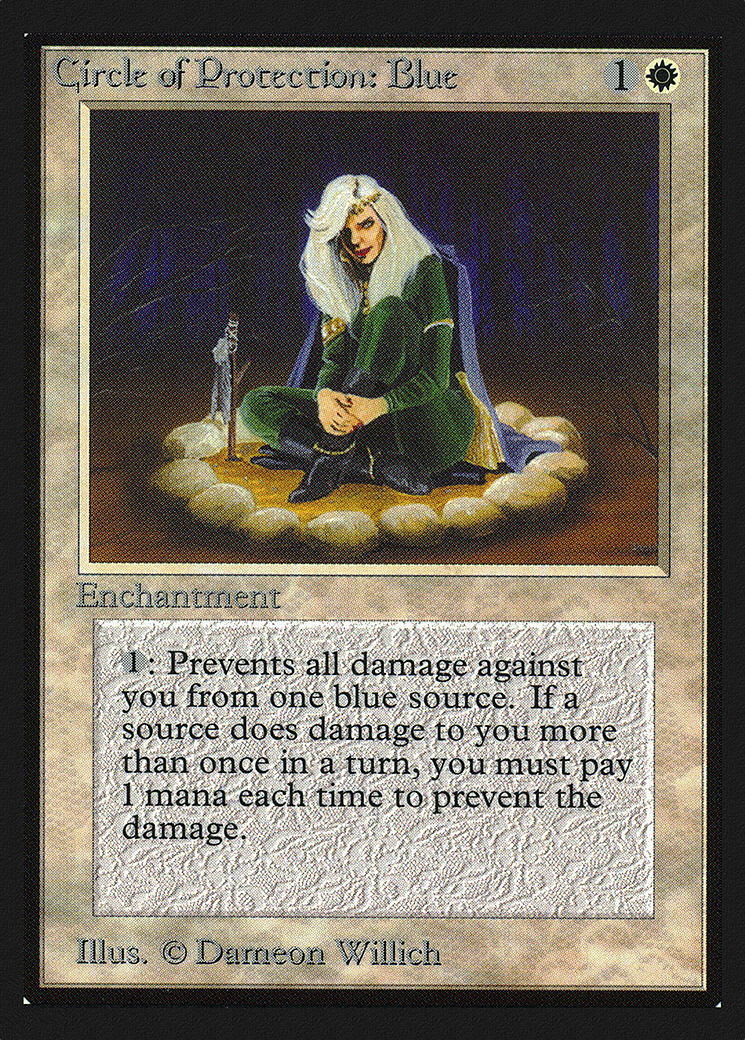 Circle of Protection: Blue 1
Enchantment
1: Prevents all damage against
you from one blue source. If a
source does damage to you more
than once in a turn, you must pay
1 mana each time to prevent the
damage.
Illus. © Dameon Willich